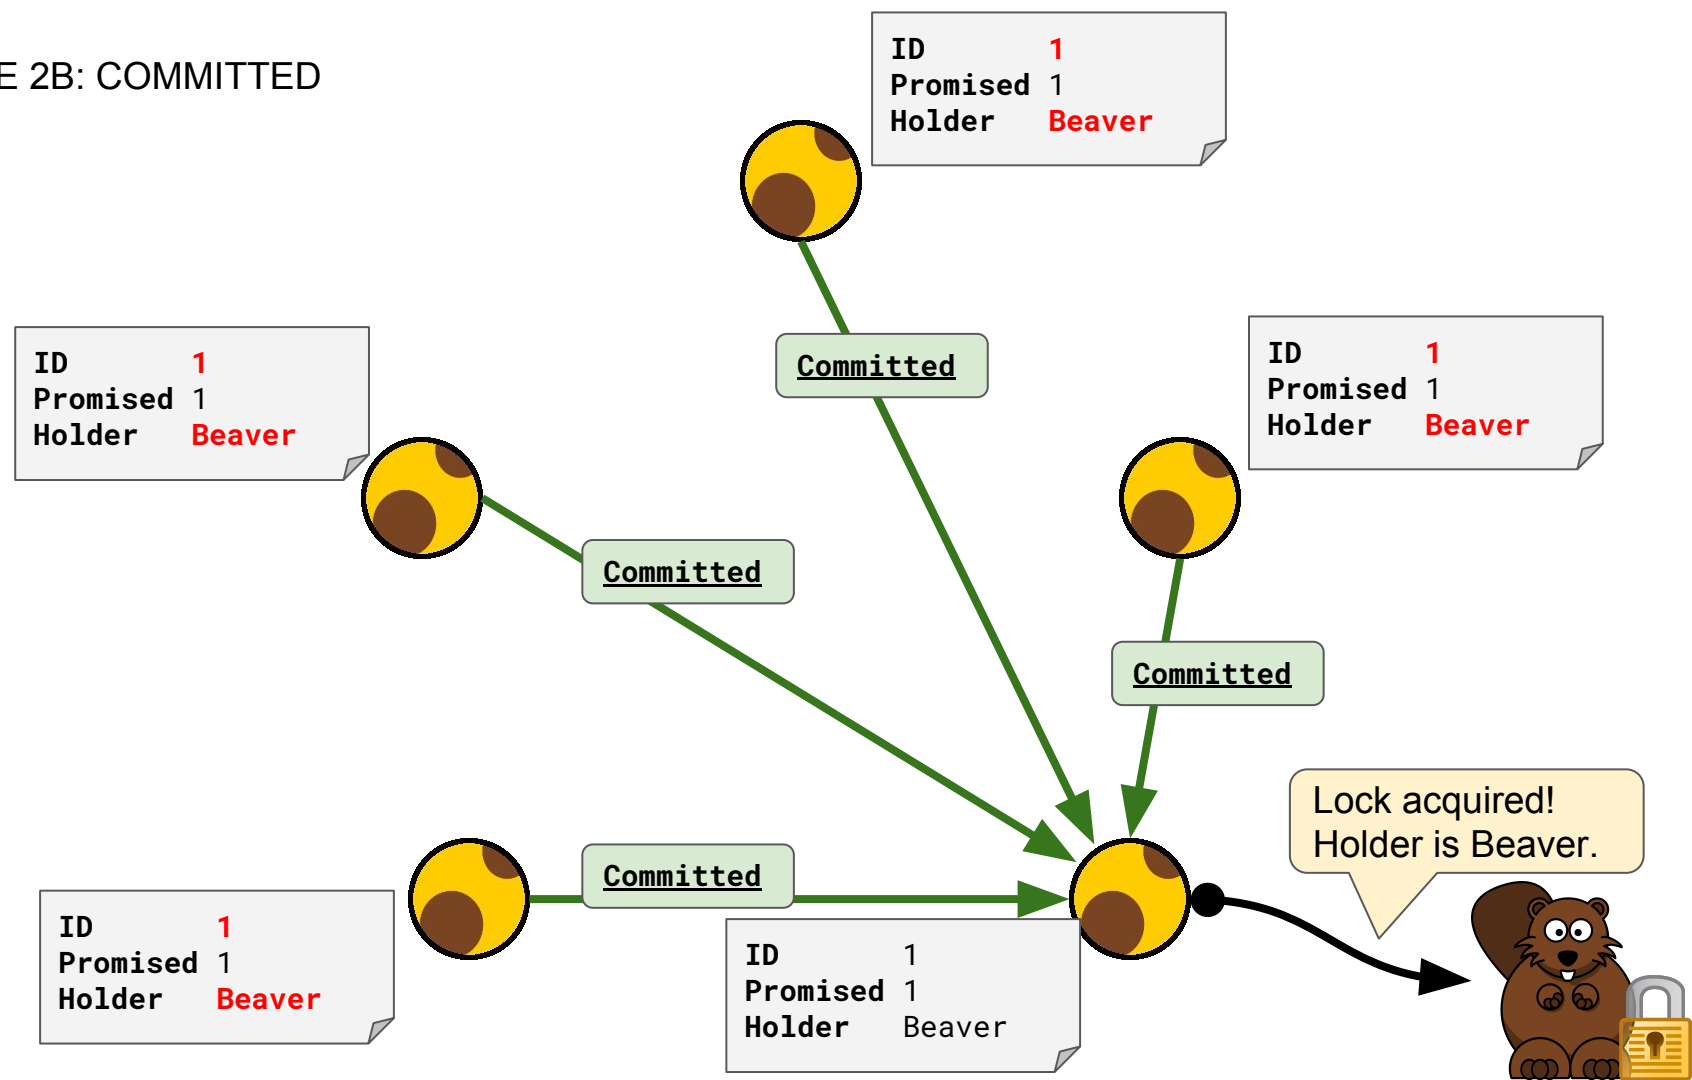 E 2B: COMMITTED
ID 1
Promised 1
Holder Beaver
Committed
ID 1
Promised 1
Holder Beaver
ID 1
Promised 1
Holder Beaver
Committed
Committed
Lock acquired!
Holder is Beaver.
Committed
ID 1
Promised 1
Holder Beaver
ID 1
Promised 1
Holder Beaver